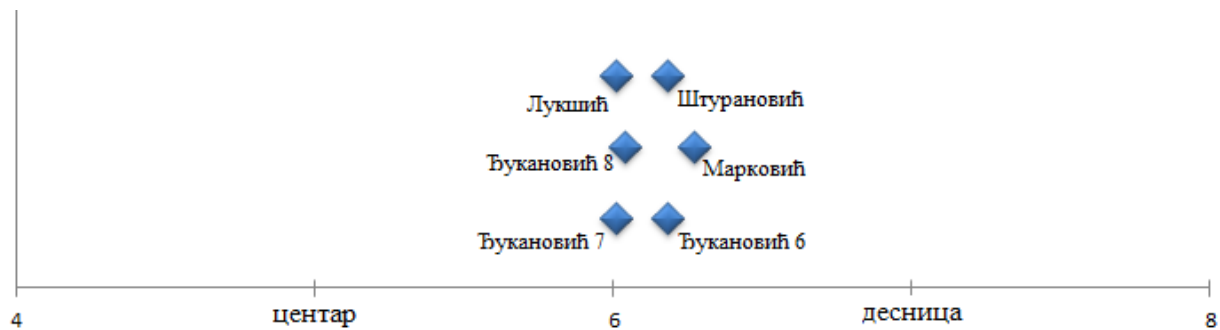 Лукшић
Штурановић
Ђукановић 8
Марковић
Ђукановић 7
Ђукановић 6
центар
десница
4
6
8